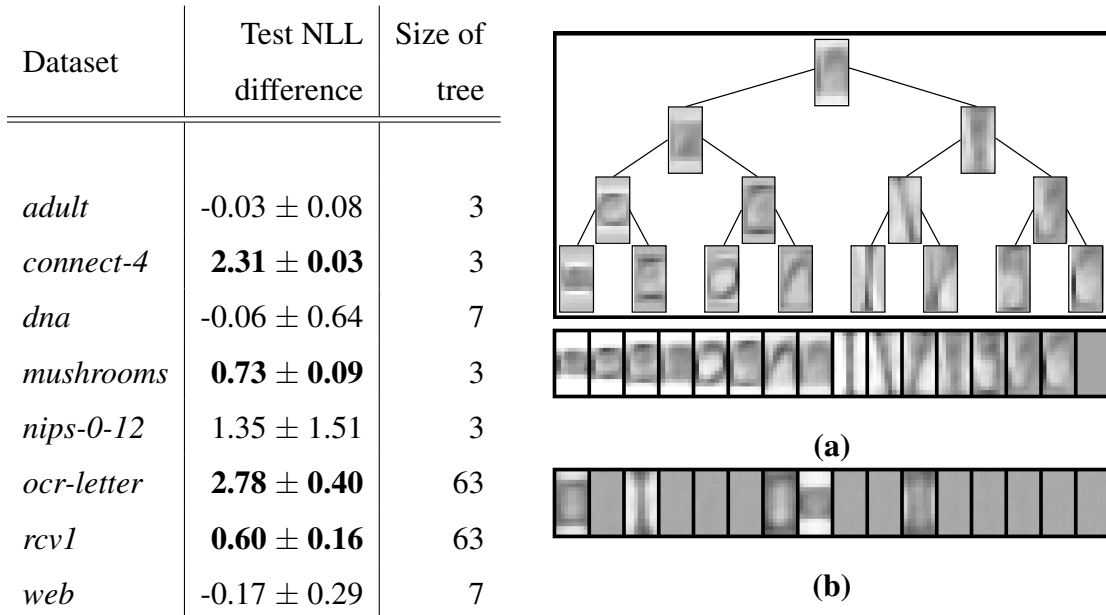 Dataset Test NLL difference Size of tree
adult -0.03 ± 0.08 3
connect-4 2.31 ± 0.03 3
dna -0.06 ± 0.64 7
mushrooms 0.73 ± 0.09 3
nips-0-12 1.35 ± 1.51 3
ocr-letter 2.78 ± 0.40 63
rcv1 0.60 ± 0.16 63
web -0.17 ± 0.29 7
(a)
(b)